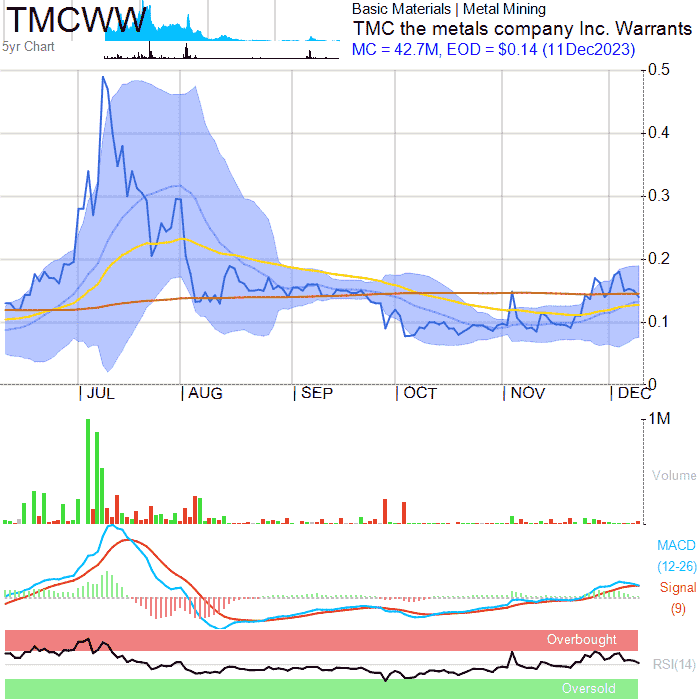 TMCWW
5yr Chart
Basic Materials | Metal Mining
TMC the metals company Inc. Warrants
MC = 42.7M, EOD = $0.14 (11Dec2023)
0.5
0.4
0.3
0.2
0.1
0
JUL
AUG
SEP
OCT
NOV
DEC
1M
Volume
MACD
(12-26)
Signal
(9)
Overbought
RSI(14)
Oversold